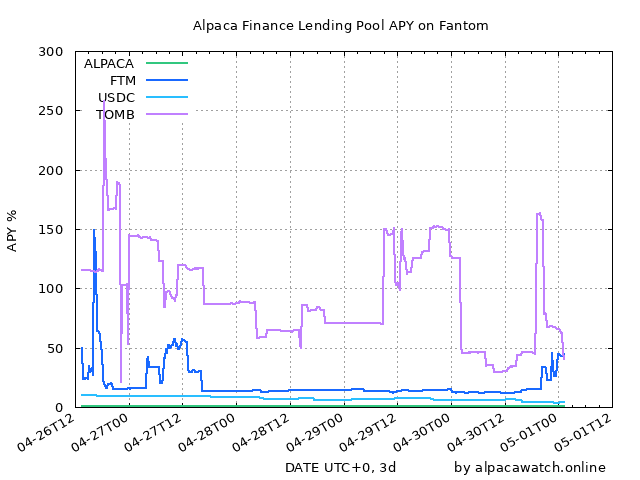 Alpaca Finance Lending Pool APY on Fantom
300
250
200
150
100
50
0
APY %
ALPACA
FTM
USDC
TOMB
04-26T12
04-27T00
04-27T12
04-28T00
04-28T12
04-29T00
04-29T12
04-30T00
04-30T12
05-01T00
05-01T12
DATE UTC+0, 3d by alpacawatch.online